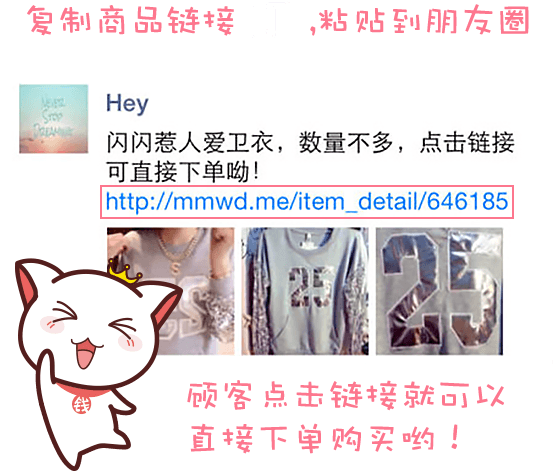 复制商品链接 ,粘贴到朋友圈
NEVER
STOP
DREAMING
Hey
闪闪惹人爱卫衣，数量不多，点击链接
可直接下单呦！
http://mmwd.me/item_detail/646185
25
25
25
钱
顾客点击链接就可以
直接下单购买哟！